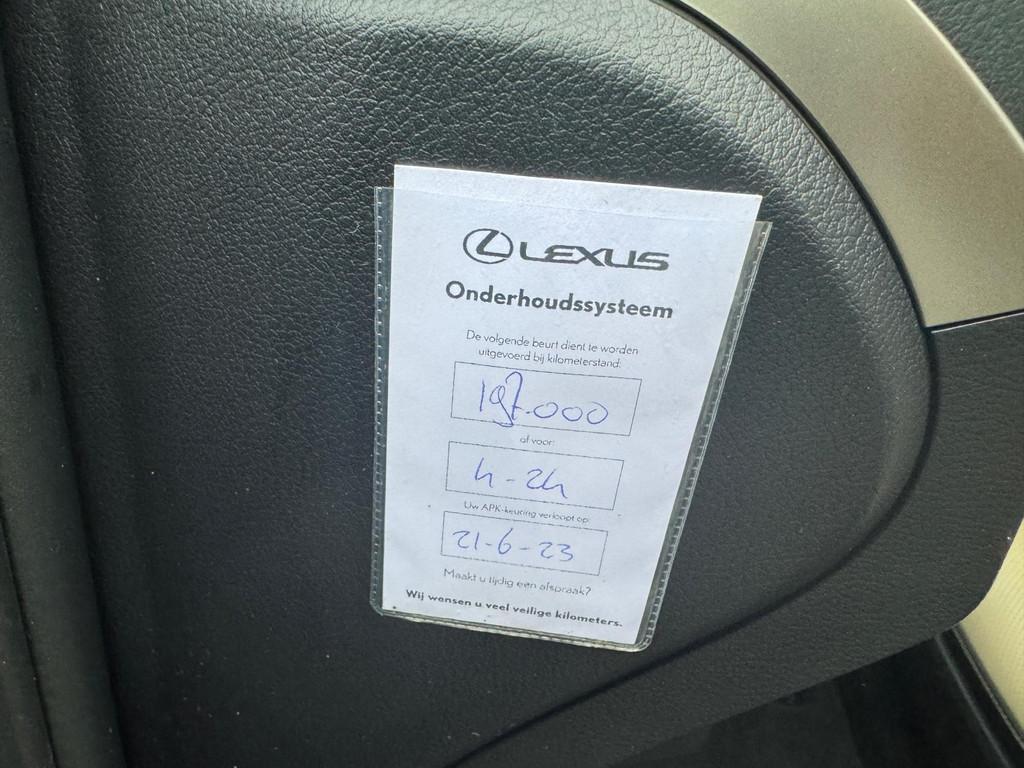 LEXUS
Onderhoudssysteem
De volgende beurt dient te worden
uitgevoerd bij kilometerstand:
197.000
of voor:
4-24
Uw APK-keuring verloopt op:
21-6-23
Maakt u tijdig een afspraak?
Wij wensen u veel veilige kilometers.